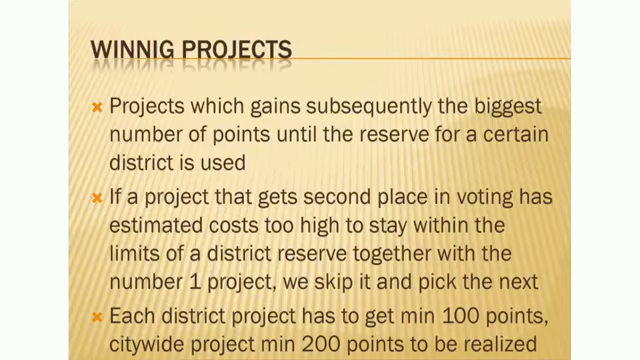 WINNIG PROJECTS
Projects which gains subsequently the biggest
number of points until the reserve for a certain
district is used
If a project that gets second place in voting has
estimated costs too high to stay within the
limits of a district reserve together with the
number 1 project, we skip it and pick the next
Each district project has to get min 100 points,
citywide project min 200 points to be realized